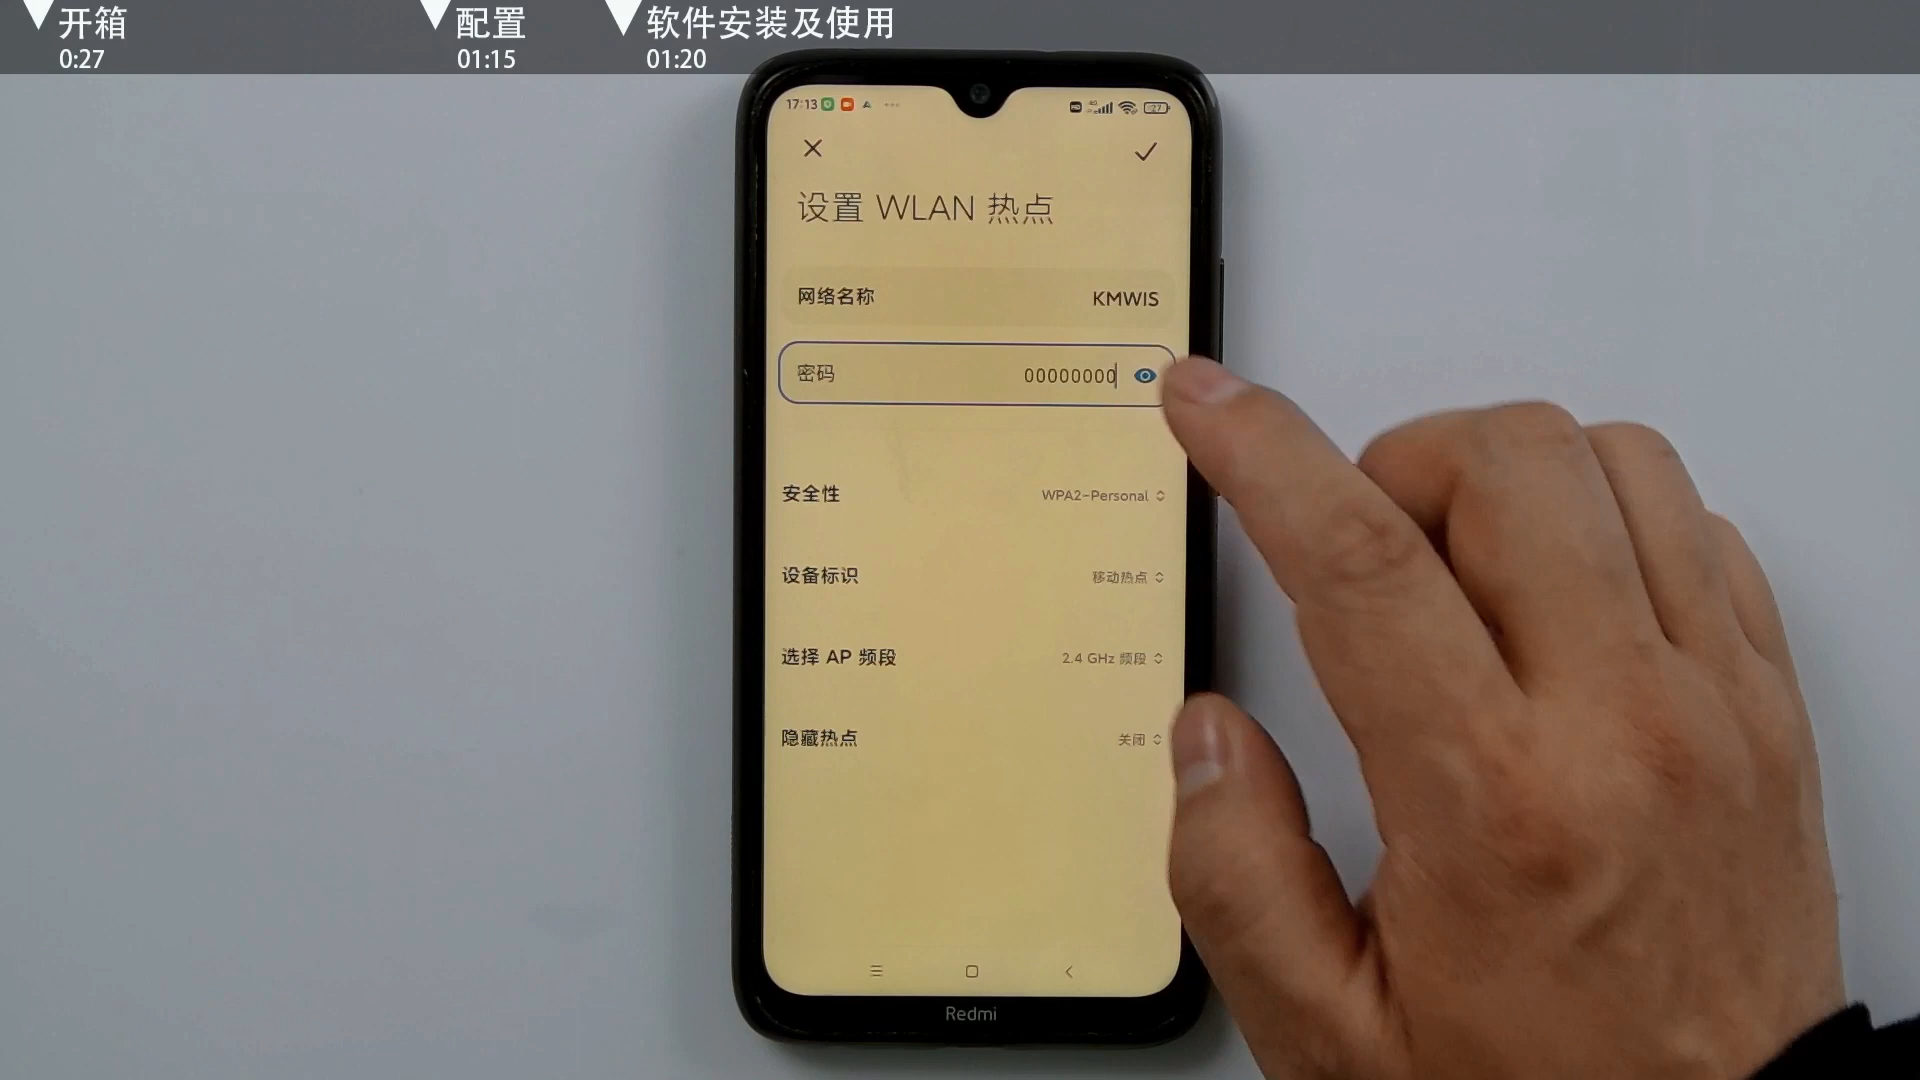 开箱
0:27
配置
01:15
软件安装及使用
01:20
17:13
27
设置 WLAN 热点
网络名称 KMWIS
密码 00000000
安全性 WPA2-Personal
设备标识 移动热点
选择 AP 频段 2.4 GHz 频段
隐藏热点 关闭
Redmi